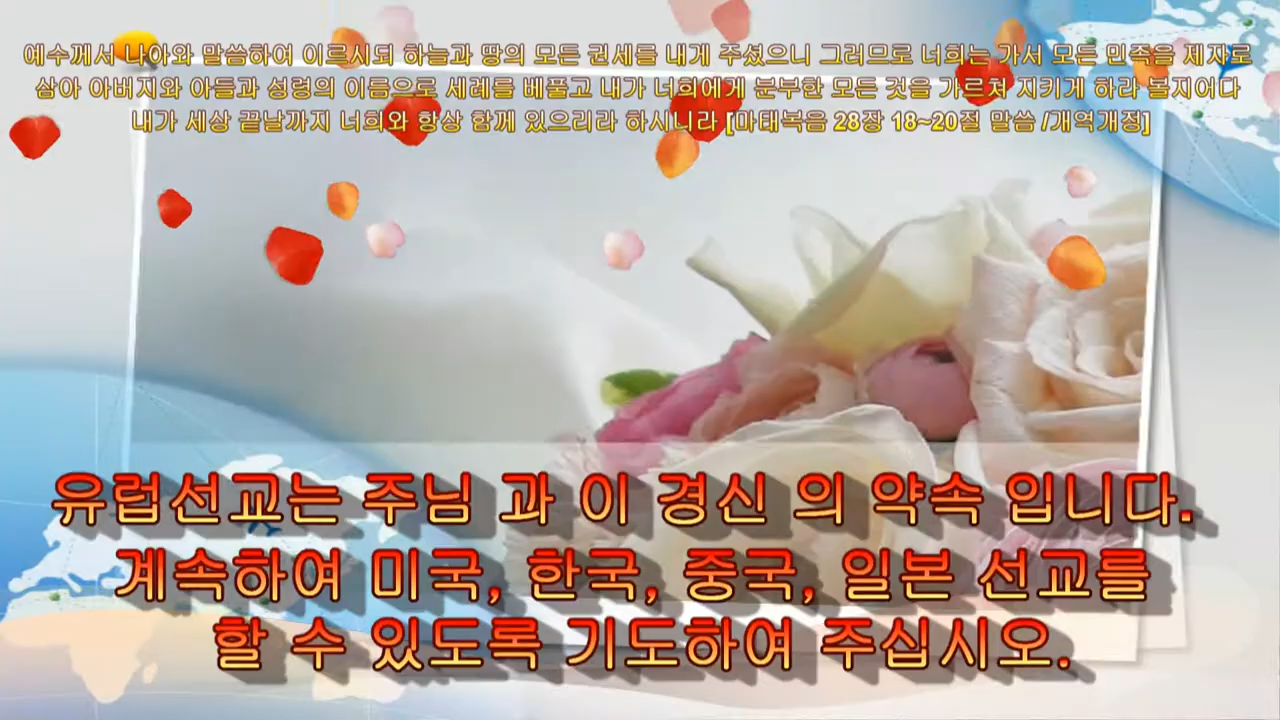 예수께서 나아와 말씀하여 이르시되 하늘과 땅의 모든 권세를 내게 주셨으니 그러므로 너희는 가서 모든 민족을 제자로
삼아 아버지와 아들과 성령의 이름으로 세례를 베풀고 내가 너희에게 분부한 모든 것을 가르쳐 지키게 하라 볼지어다
내가 세상 끝날까지 너희와 항상 함께 있으리라 하시니라 [마태복음 28장 18~20절 말씀 /개역개정]
유럽선교는 주님 과 이 경신 의 약속 입니다.
계속하여 미국, 한국, 중국, 일본 선교를
할 수 있도록 기도하여 주십시오.